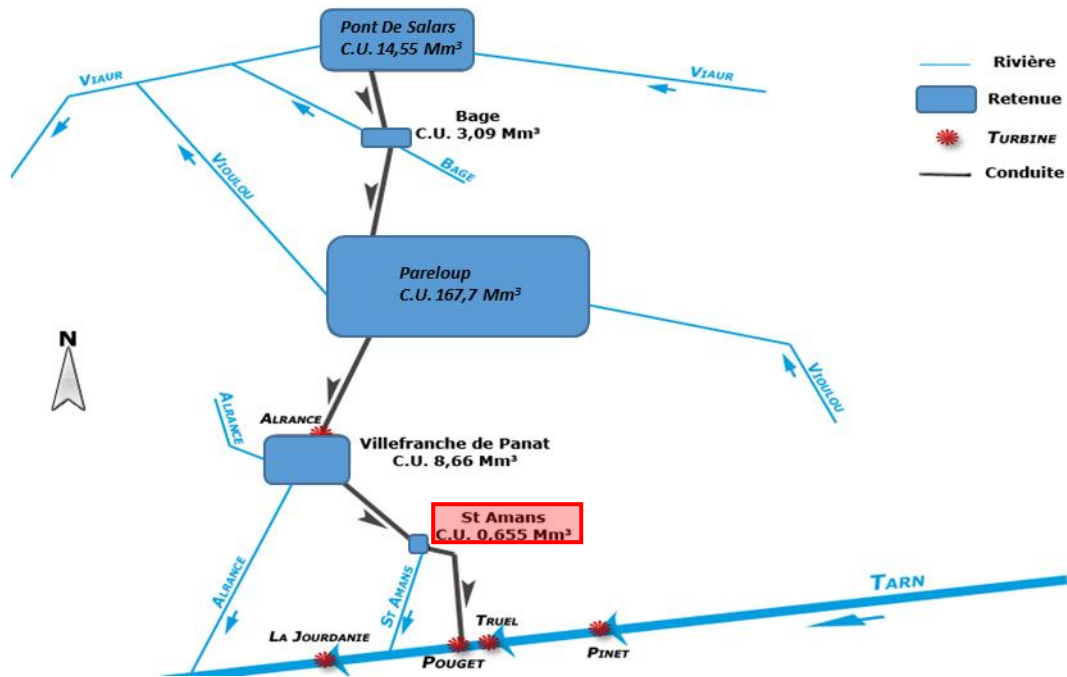 Pont De Salars
C.U. 14,55 Mm³
VIAUR
VIAUR
Rivière
Retenue
TURBINE
Conduite
Bage
C.U. 3,09 Mm³
BAGE
VIOULOU
Pareloup
C.U. 167,7 Mm³
VIOULOU
N
ALRANCE
ALRANCE
Villefranche de Panat
C.U. 8,66 Mm³
St Amans
C.U. 0,655 Mm³
ALRANCE
ST AMANS
TARN
LA JOURDANIE
TRUEL
POUGET
PINET